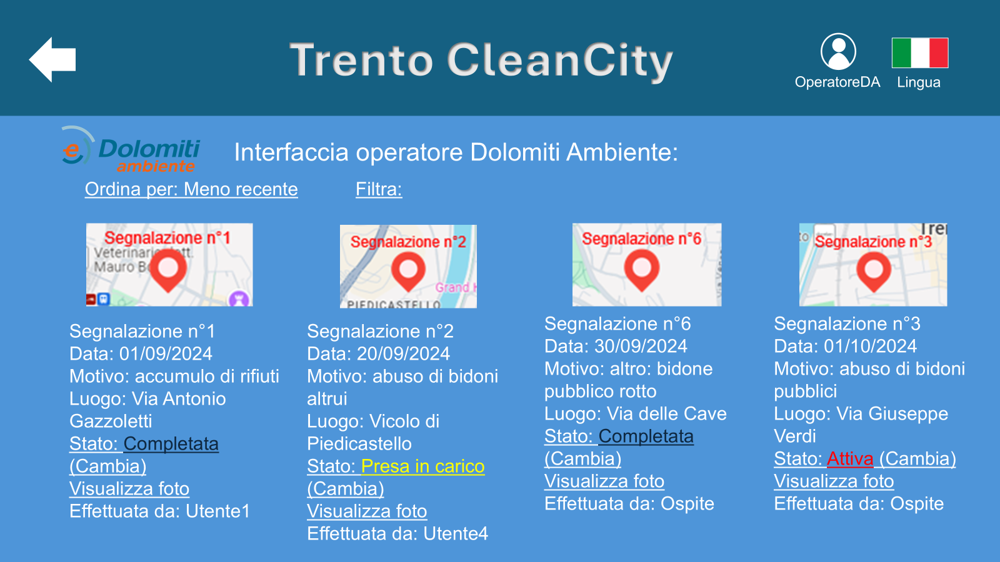 Trento CleanCity
OperatoreDA
Lingua
e Dolomiti
ambiente
Interfaccia operatore Dolomiti Ambiente:
Ordina per: Meno recente
Filtra:
Segnalazione n°1
Veterinario
tt.
Mauro B
Segnalazione n°1
Data: 01/09/2024
Motivo: accumulo di rifiuti
Luogo: Via Antonio
Gazzoletti
Stato: Completata
(Cambia)
Visualizza foto
Effettuata da: Utente1
Segnalazione n°2
Grand H
PIEDICASTELLO
Segnalazione n°2
Data: 20/09/2024
Motivo: abuso di bidoni
altrui
Luogo: Vicolo di
Piedicastello
Stato: Presa in carico
(Cambia)
Visualizza foto
Effettuata da: Utente4
Segnalazione n°6
Segnalazione n°6
Data: 30/09/2024
Motivo: altro: bidone
pubblico rotto
Luogo: Via delle Cave
Stato: Completata
(Cambia)
Visualizza foto
Effettuata da: Ospite
Tre
Segnalazione n°3
Segnalazione n°3
Data: 01/10/2024
Motivo: abuso di bidoni
pubblici
Luogo: Via Giuseppe
Verdi
Stato: Attiva (Cambia)
Visualizza foto
Effettuata da: Ospite